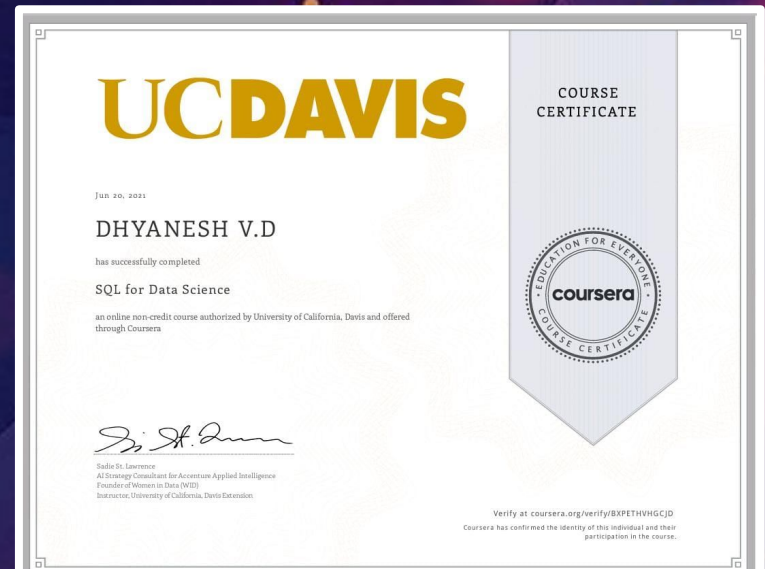 UCDAVIS
COURSE
CERTIFICATE
Jun 20, 2021
DHYANESH V.D
has successfully completed
SQL for Data Science
an online non-credit course authorized by University of California, Davis and offered
through Coursera
EDUCATION FOR EVERYONE
coursera
COURSE CERTIFICATE
Sadie St. Lawrence
AI Strategy Consultant for Accenture Applied Intelligence
Founder of Women in Data (WID)
Instructor, University of California, Davis Extension
Verify at coursera.org/verify/BXPETHVHGCJD
Coursera has confirmed the identity of this individual and their
participation in the course.